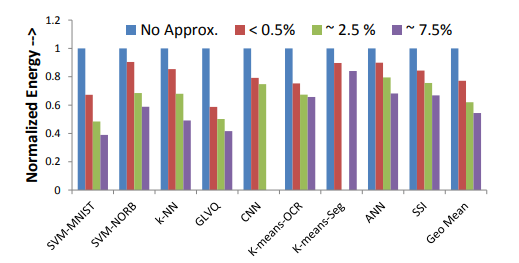 No Approx. < 0.5% ~ 2.5 % ~ 7.5%
Normalized Energy -->
1.2
1
0.8
0.6
0.4
0.2
0
SVM-MNIST
SVM-NORB
k-NN
GLVQ
CNN
K-means-OCR
K-means-Seg
ANN
SSI
Geo Mean